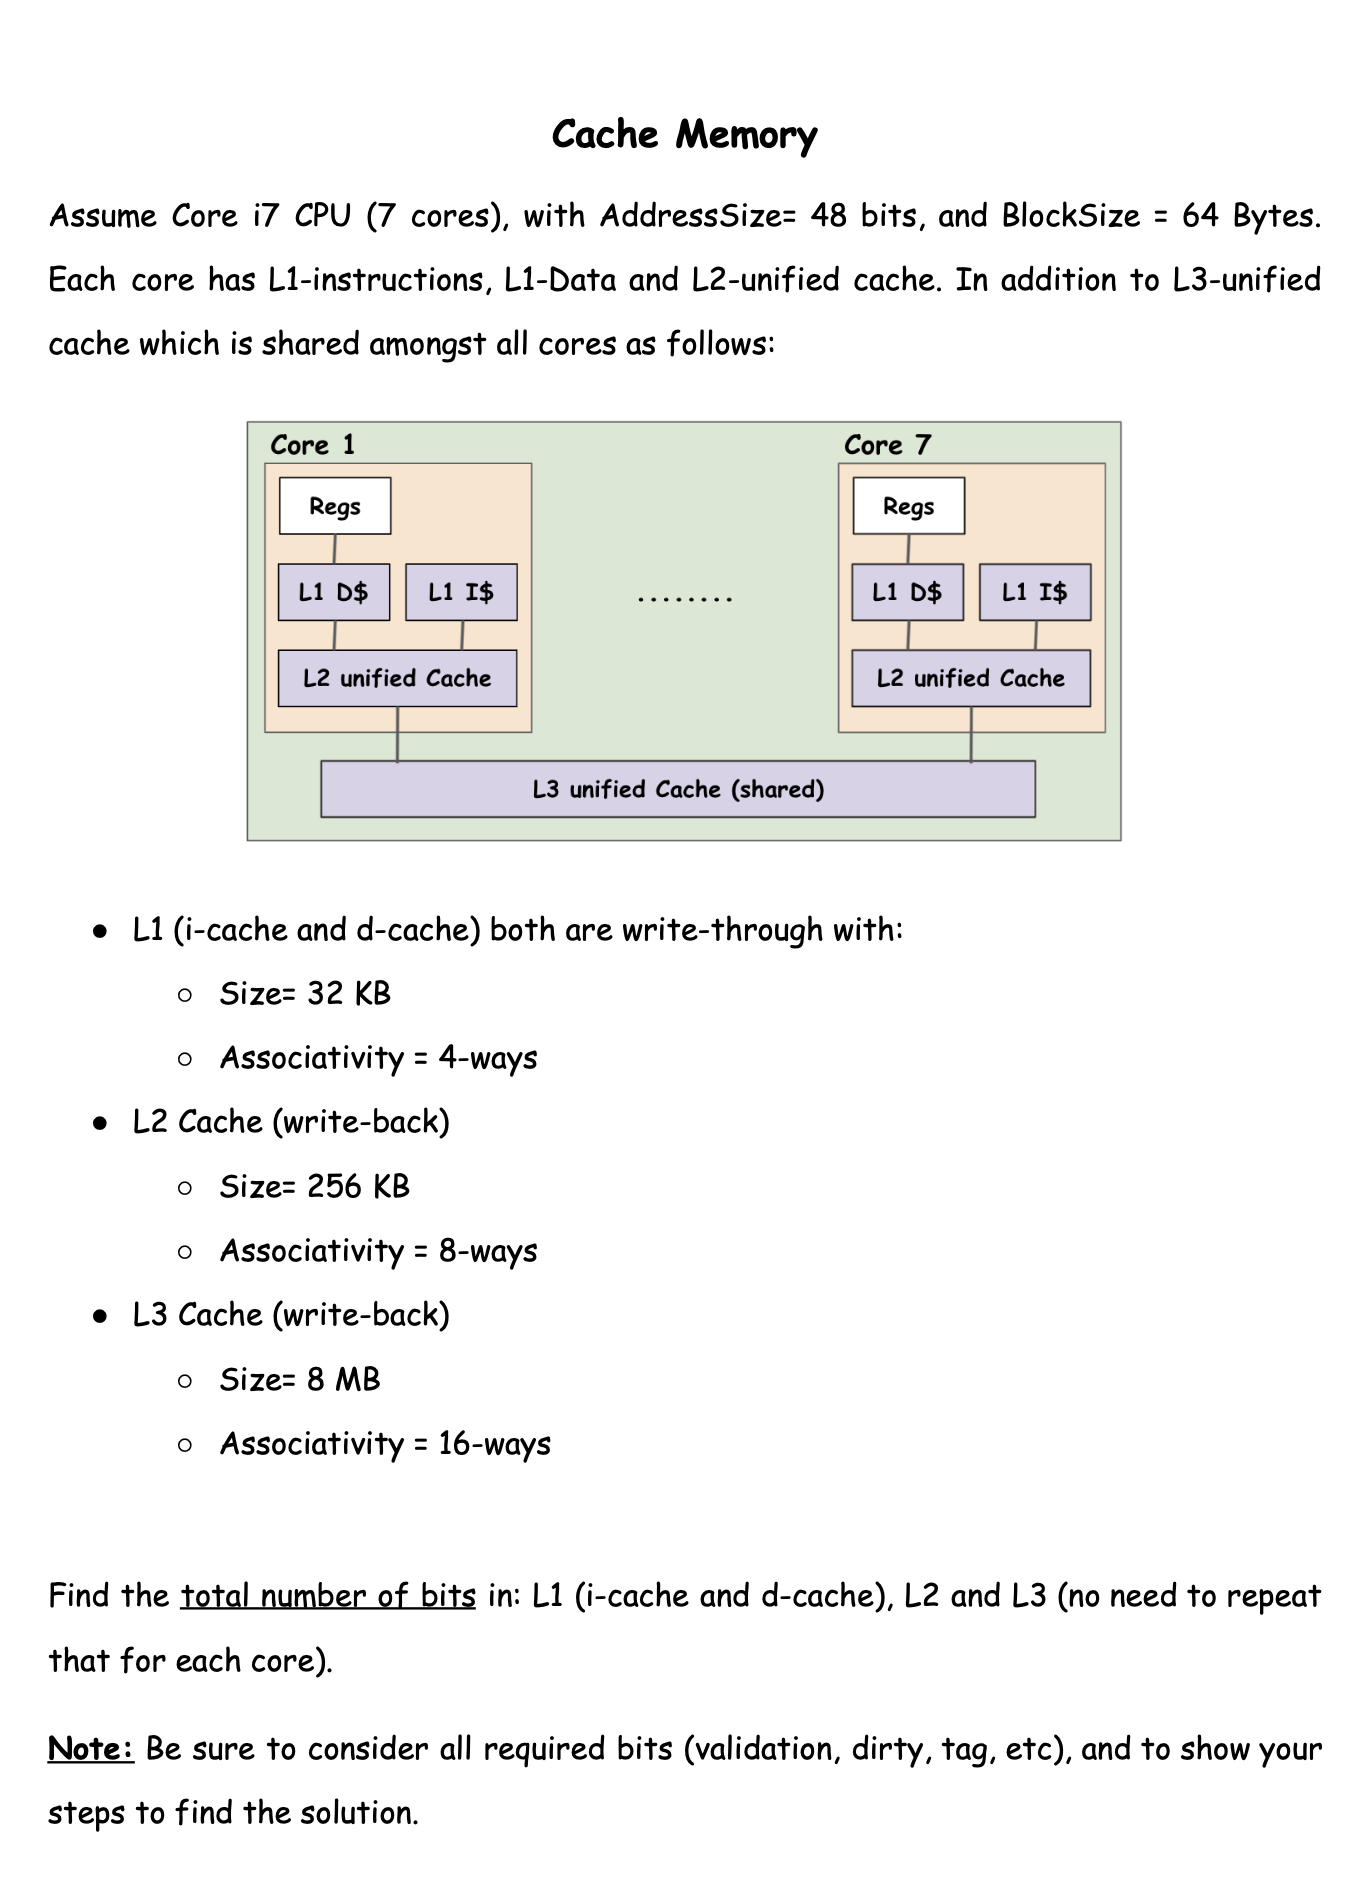 Cache Memory
Assume Core i7 CPU (7 cores), with AddressSize= 48 bits, and BlockSize = 64 Bytes.
Each core has L1-instructions, L1-Data and L2-unified cache. In addition to L3-unified
cache which is shared amongst all cores as follows:
Core 1
Regs
L1 D$ L1 I$
L2 unified Cache
........
Core 7
Regs
L1 D$ L1 I$
L2 unified Cache
L3 unified Cache (shared)
● L1 (i-cache and d-cache) both are write-through with:
○ Size= 32 KB
○ Associativity = 4-ways
● L2 Cache (write-back)
○ Size= 256 KB
○ Associativity = 8-ways
● L3 Cache (write-back)
○ Size= 8 MB
○ Associativity = 16-ways
Find the total number of bits in: L1 (i-cache and d-cache), L2 and L3 (no need to repeat
that for each core).
Note: Be sure to consider all required bits (validation, dirty, tag, etc), and to show your
steps to find the solution.